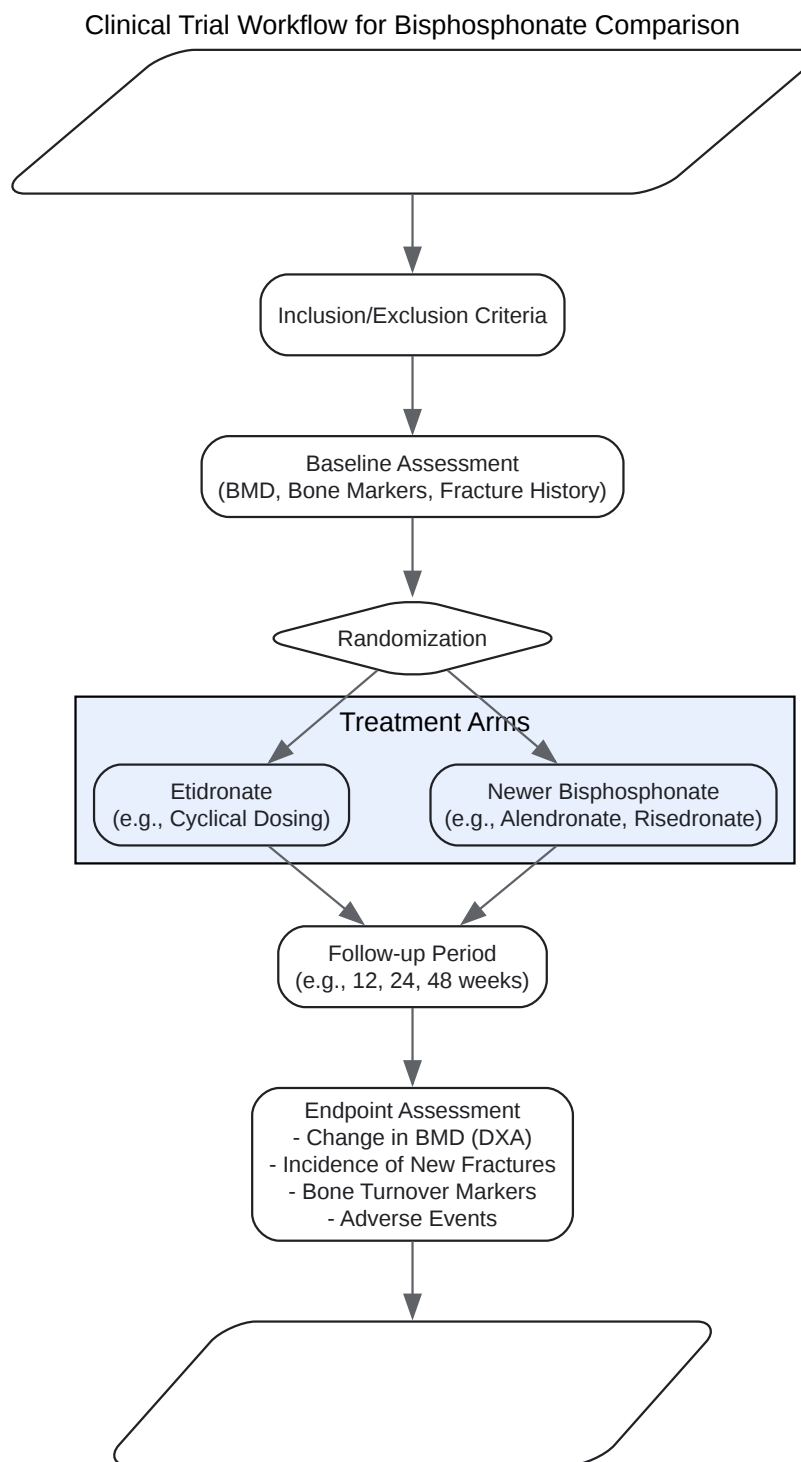 Clinical Trial Workflow for Bisphosphonate Comparison
Inclusion/Exclusion Criteria
Baseline Assessment
(BMD, Bone Markers, Fracture History)
Randomization
Treatment Arms
Etidronate
(e.g., Cyclical Dosing)
Newer Bisphosphonate
(e.g., Alendronate, Risedronate)
Follow-up Period
(e.g., 12, 24, 48 weeks)
Endpoint Assessment
- Change in BMD (DXA)
- Incidence of New Fractures
- Bone Turnover Markers
- Adverse Events